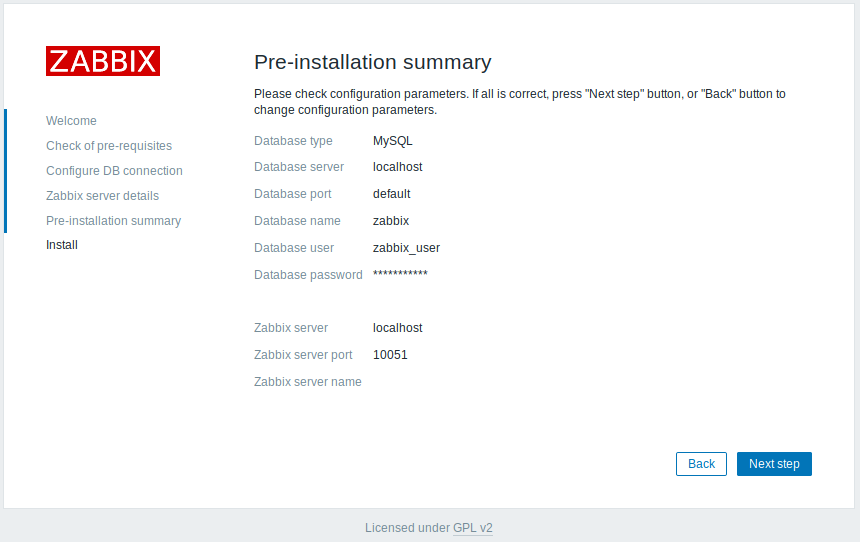 ZABBIX
Welcome
Check of pre-requisites
Configure DB connection
Zabbix server details
Pre-installation summary
Install
Pre-installation summary
Please check configuration parameters. If all is correct, press "Next step" button, or "Back" button to
change configuration parameters.
Database type MySQL
Database server localhost
Database port default
Database name zabbix
Database user zabbix_user
Database password ***********
Zabbix server localhost
Zabbix server port 10051
Zabbix server name
Back Next step
Licensed under GPL v2